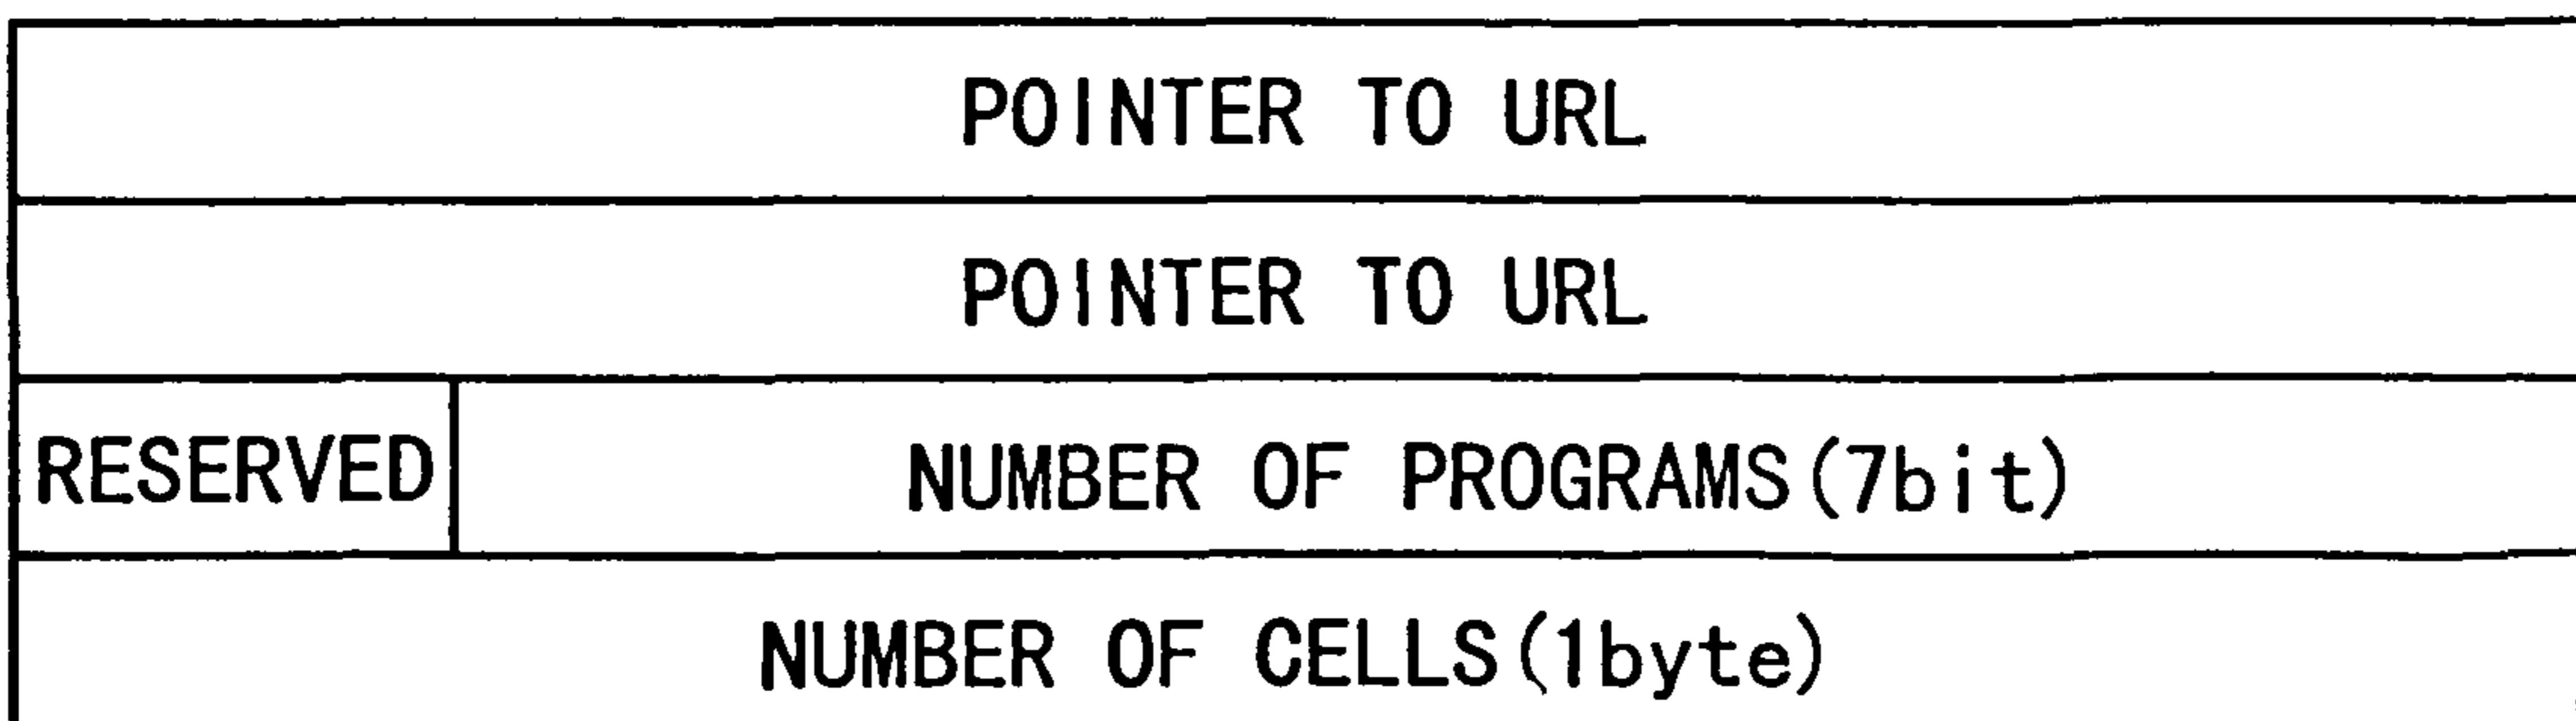 POINTER TO URL
POINTER TO URL
RESERVED NUMBER OF PROGRAMS(7bit)
NUMBER OF CELLS(1byte)